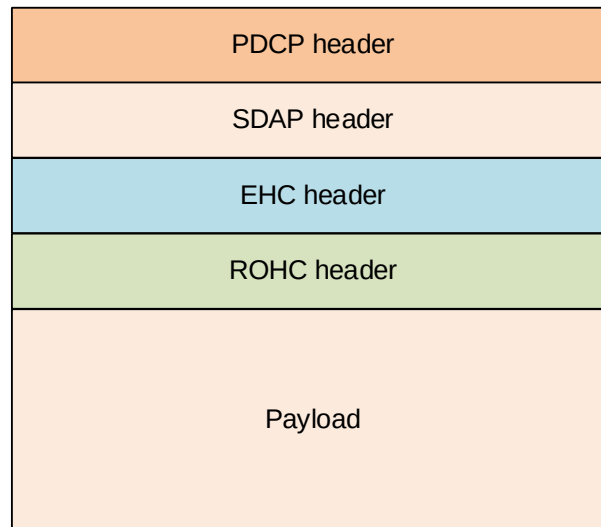 PDCP header
SDAP header
EHC header
ROHC header
Payload